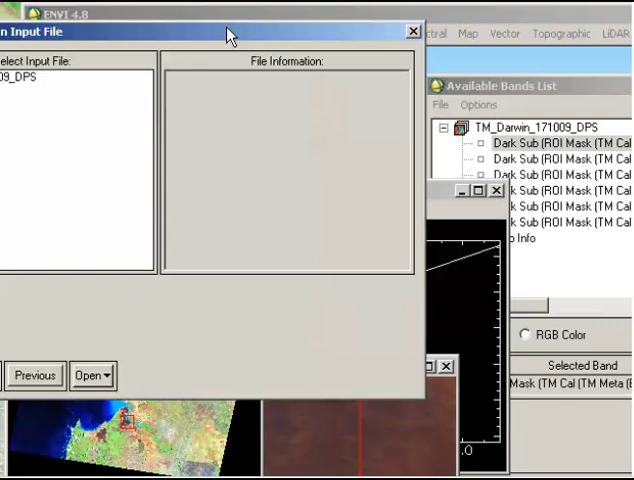 ENVI 4.8
n Input File
elect Input File:
File Information:
09_DPS
Previous
Open
ctral Map Vector Topographic LiDAR
Available Bands List
File Options
TM_Darwin_171009_DPS
Dark Sub (ROI Mask (TM Cal
Dark Sub (ROI Mask (TM Cal
Dark Sub (ROI Mask (TM Cal
k Sub (ROI Mask (TM Cal
k Sub (ROI Mask (TM Cal
k Sub (ROI Mask (TM Cal
Info
RGB Color
Selected Band
Mask (TM Cal (TM Meta (
.0